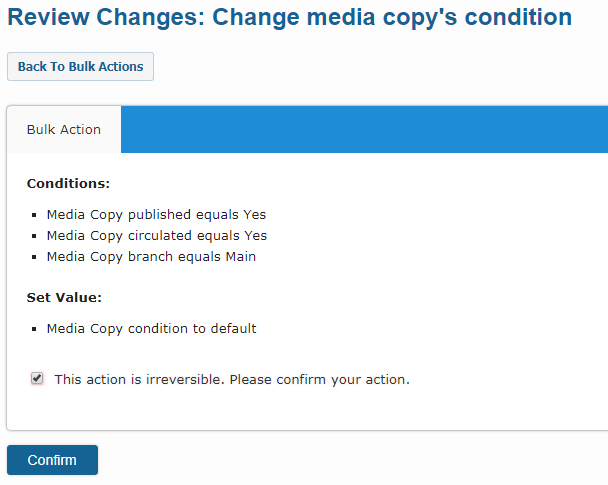 Review Changes: Change media copy's condition
Back To Bulk Actions
Bulk Action
Conditions:
Media Copy published equals Yes
Media Copy circulated equals Yes
Media Copy branch equals Main
Set Value:
Media Copy condition to default
This action is irreversible. Please confirm your action.
Confirm